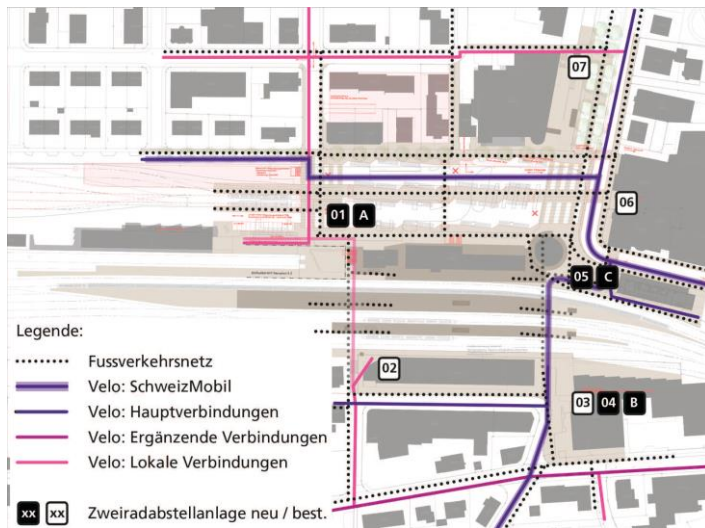 07
01 A
06
05 C
02
03 04 B
Legende:
Fussverkehrsnetz
Velo: SchweizMobil
Velo: Hauptverbindungen
Velo: Ergänzende Verbindungen
Velo: Lokale Verbindungen
xx xx Zweiradabstellanlage neu / best.